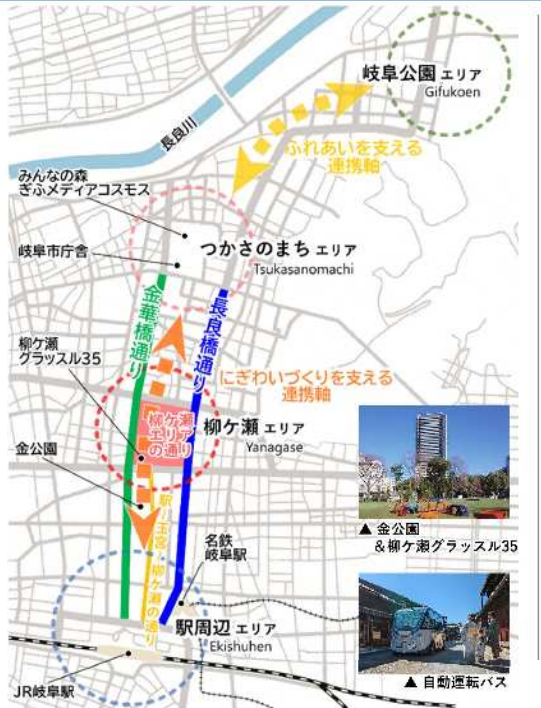 岐阜公園 エリア
Gifukoen
長良川
ふれあいを支える
連携軸
みんなの森
ぎふメディアコスモス
つかさのまち エリア
Tsukasanomachi
岐阜市庁舎
金華橋通り
長良橋通り
柳ケ瀬
グラッスル35
にぎわいづくりを支える
連携軸
柳ケ瀬
エリア
の通り
柳ケ瀬 エリア
Yanagase
金公園
駅~玉宮~柳ケ瀬の通り
名鉄
岐阜駅
駅周辺 エリア
Ekishuhen
JR岐阜駅
▲ 金公園
&柳ケ瀬グラッスル35
▲ 自動運転バス